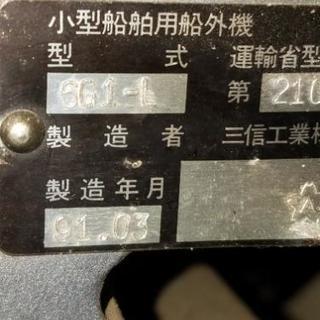 小型船舶用船外機
型式 6G1-L 運輸省型
第 210
製造者 三信工業株
製造年月
91.03